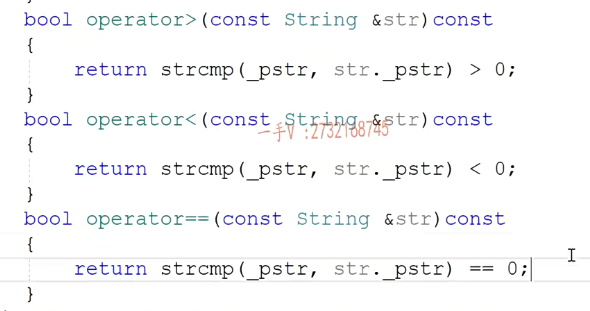 bool operator>(const String &str)const
{
return strcmp(_pstr, str._pstr) > 0;
}
bool operator<(const String &str)const
一手V :2732168745
{
return strcmp(_pstr, str._pstr) < 0;
}
bool operator==(const String &str)const
{
return strcmp(_pstr, str._pstr) == 0;
}